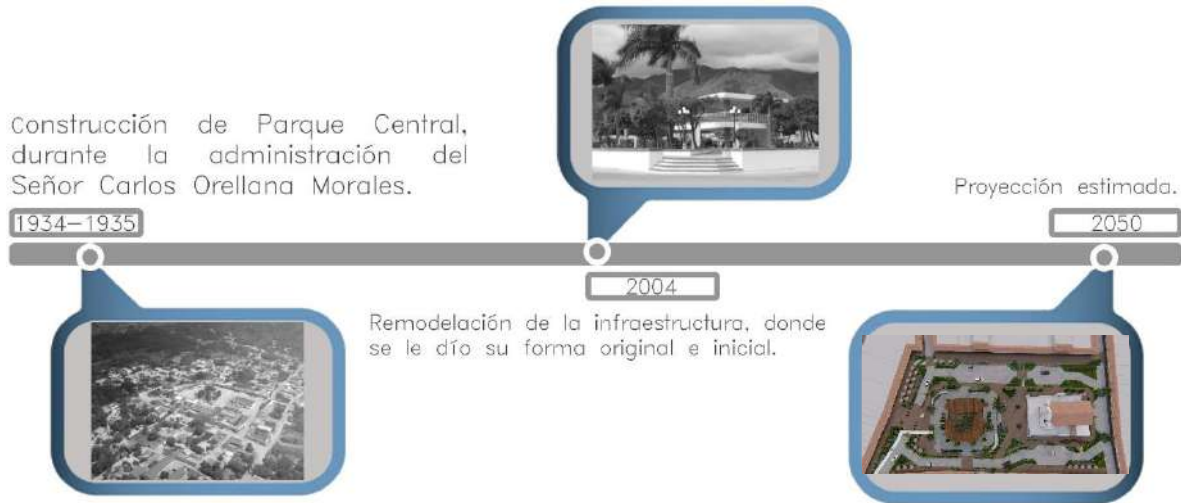 Construcción de Parque Central,
durante la administración del
Señor Carlos Orellana Morales.
1934-1935
2004
Remodelación de la infraestructura, donde
se le dío su forma original e inicial.
Proyección estimada.
2050